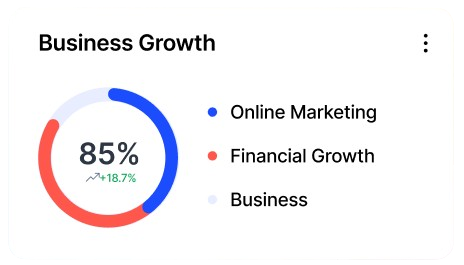 Business Growth
85%
+18.7%
Online Marketing
Financial Growth
Business